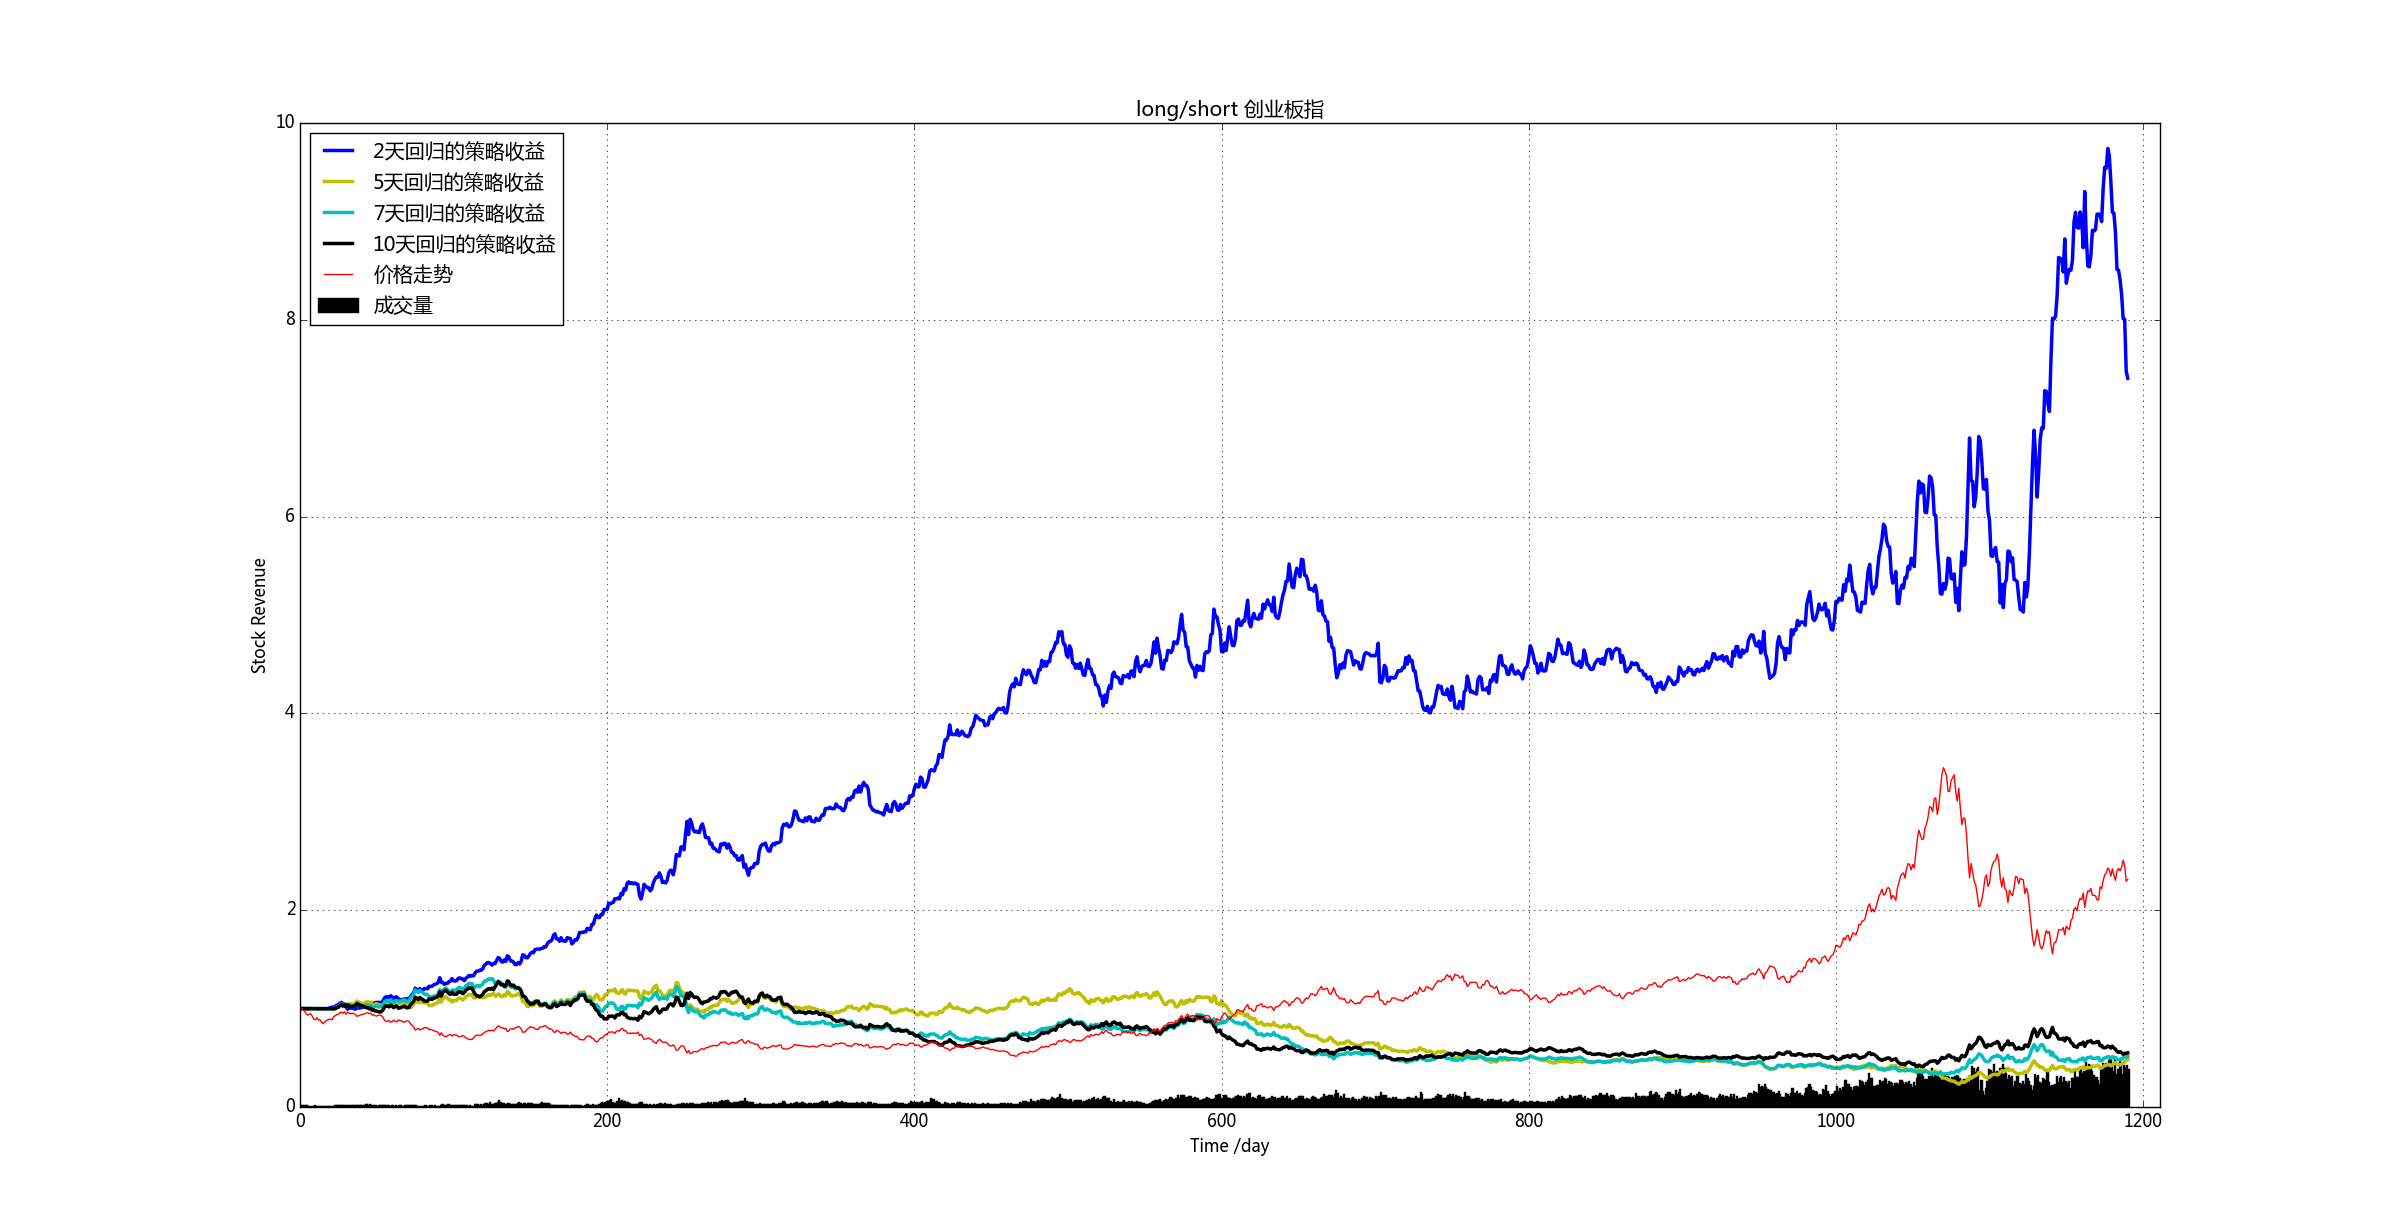 long/short 创业板指
10
8
6
4
2
0
Stock Revenue
2天回归的策略收益
5天回归的策略收益
7天回归的策略收益
10天回归的策略收益
价格走势
成交量
0 200 400 600 800 1000 1200
Time /day